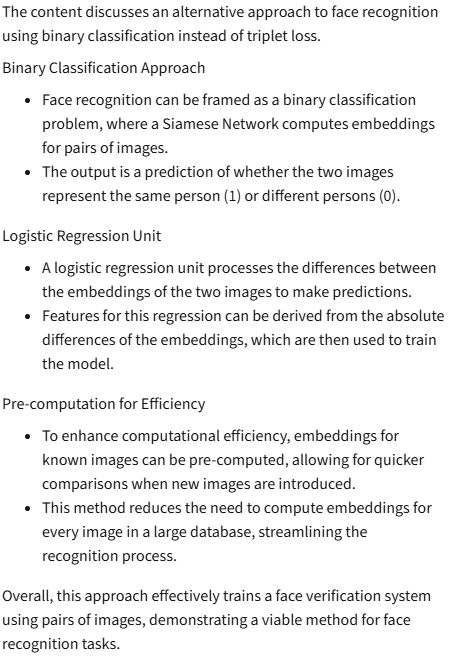 The content discusses an alternative approach to face recognition
using binary classification instead of triplet loss.
Binary Classification Approach
• Face recognition can be framed as a binary classification
problem, where a Siamese Network computes embeddings
for pairs of images.
• The output is a prediction of whether the two images
represent the same person (1) or different persons (0).
Logistic Regression Unit
• A logistic regression unit processes the differences between
the embeddings of the two images to make predictions.
• Features for this regression can be derived from the absolute
differences of the embeddings, which are then used to train
the model.
Pre-computation for Efficiency
• To enhance computational efficiency, embeddings for
known images can be pre-computed, allowing for quicker
comparisons when new images are introduced.
• This method reduces the need to compute embeddings for
every image in a large database, streamlining the
recognition process.
Overall, this approach effectively trains a face verification system
using pairs of images, demonstrating a viable method for face
recognition tasks.